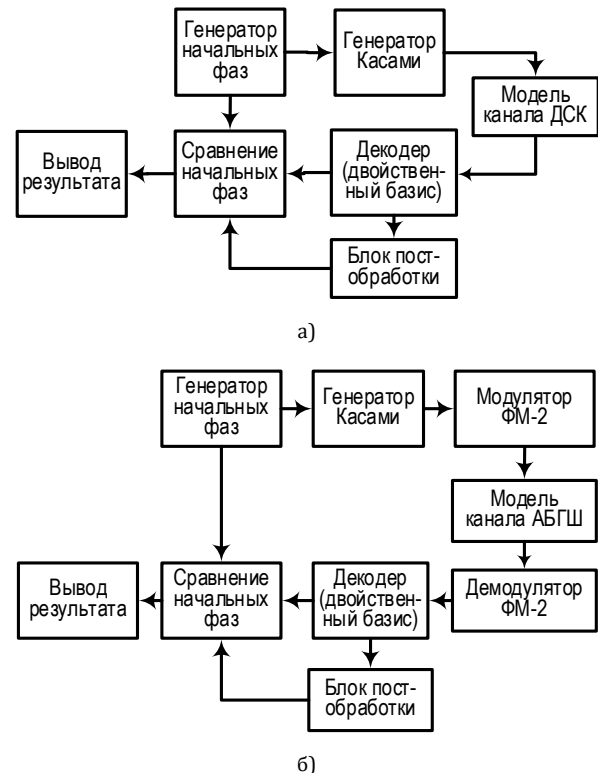 Генератор
начальных
фаз
Генератор
Касами
Модель
канала ДСК
Вывод
результата
Сравнение
начальных
фаз
Декодер
(двойствен-
ный базис)
Блок пост-
обработки
а)
Генератор
начальных
фаз
Генератор
Касами
Модулятор
ФМ-2
Модель
канала АБГШ
Вывод
результата
Сравнение
начальных
фаз
Декодер
(двойствен-
ный базис)
Демодулятор
ФМ-2
Блок пост-
обработки
б)